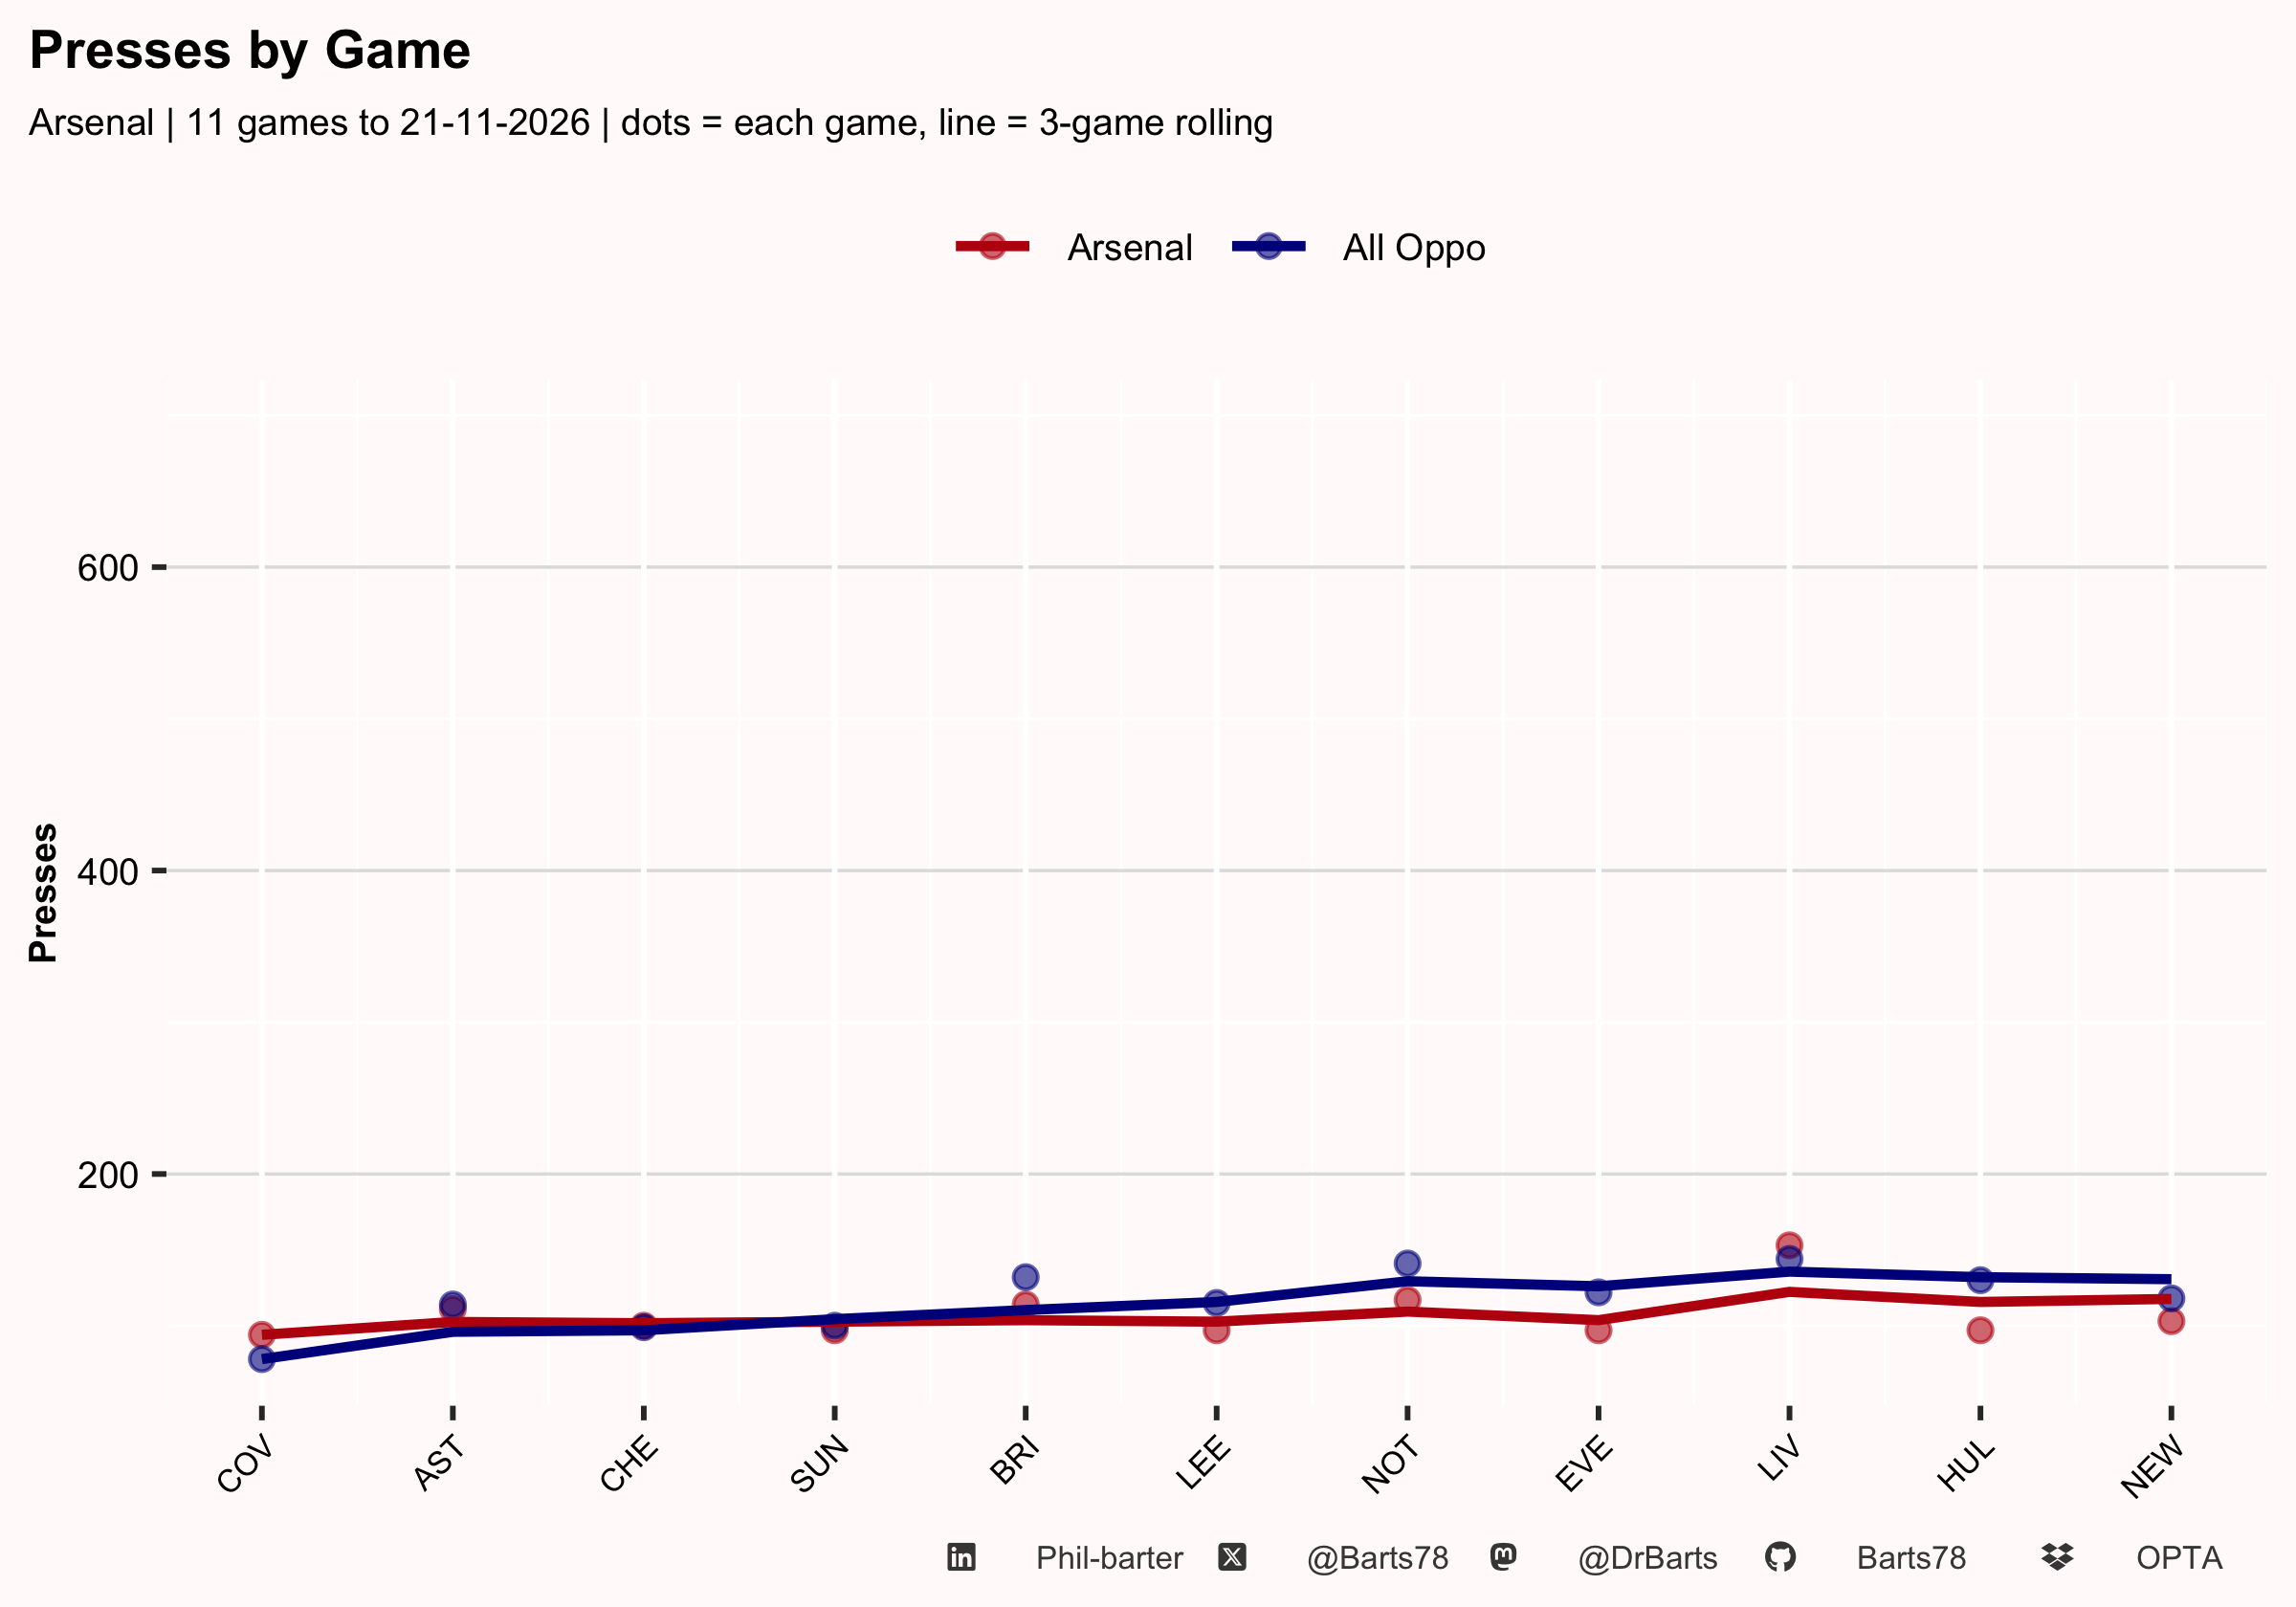 Presses by Game
Arsenal | 11 games to 21-11-2026 | dots = each game, line = 3-game rolling
Arsenal All Oppo
600
400
200
Presses
COV AST CHE SUN BRI LEE NOT EVE LIV HUL NEW
Phil-barter @Barts78 @DrBarts Barts78 OPTA